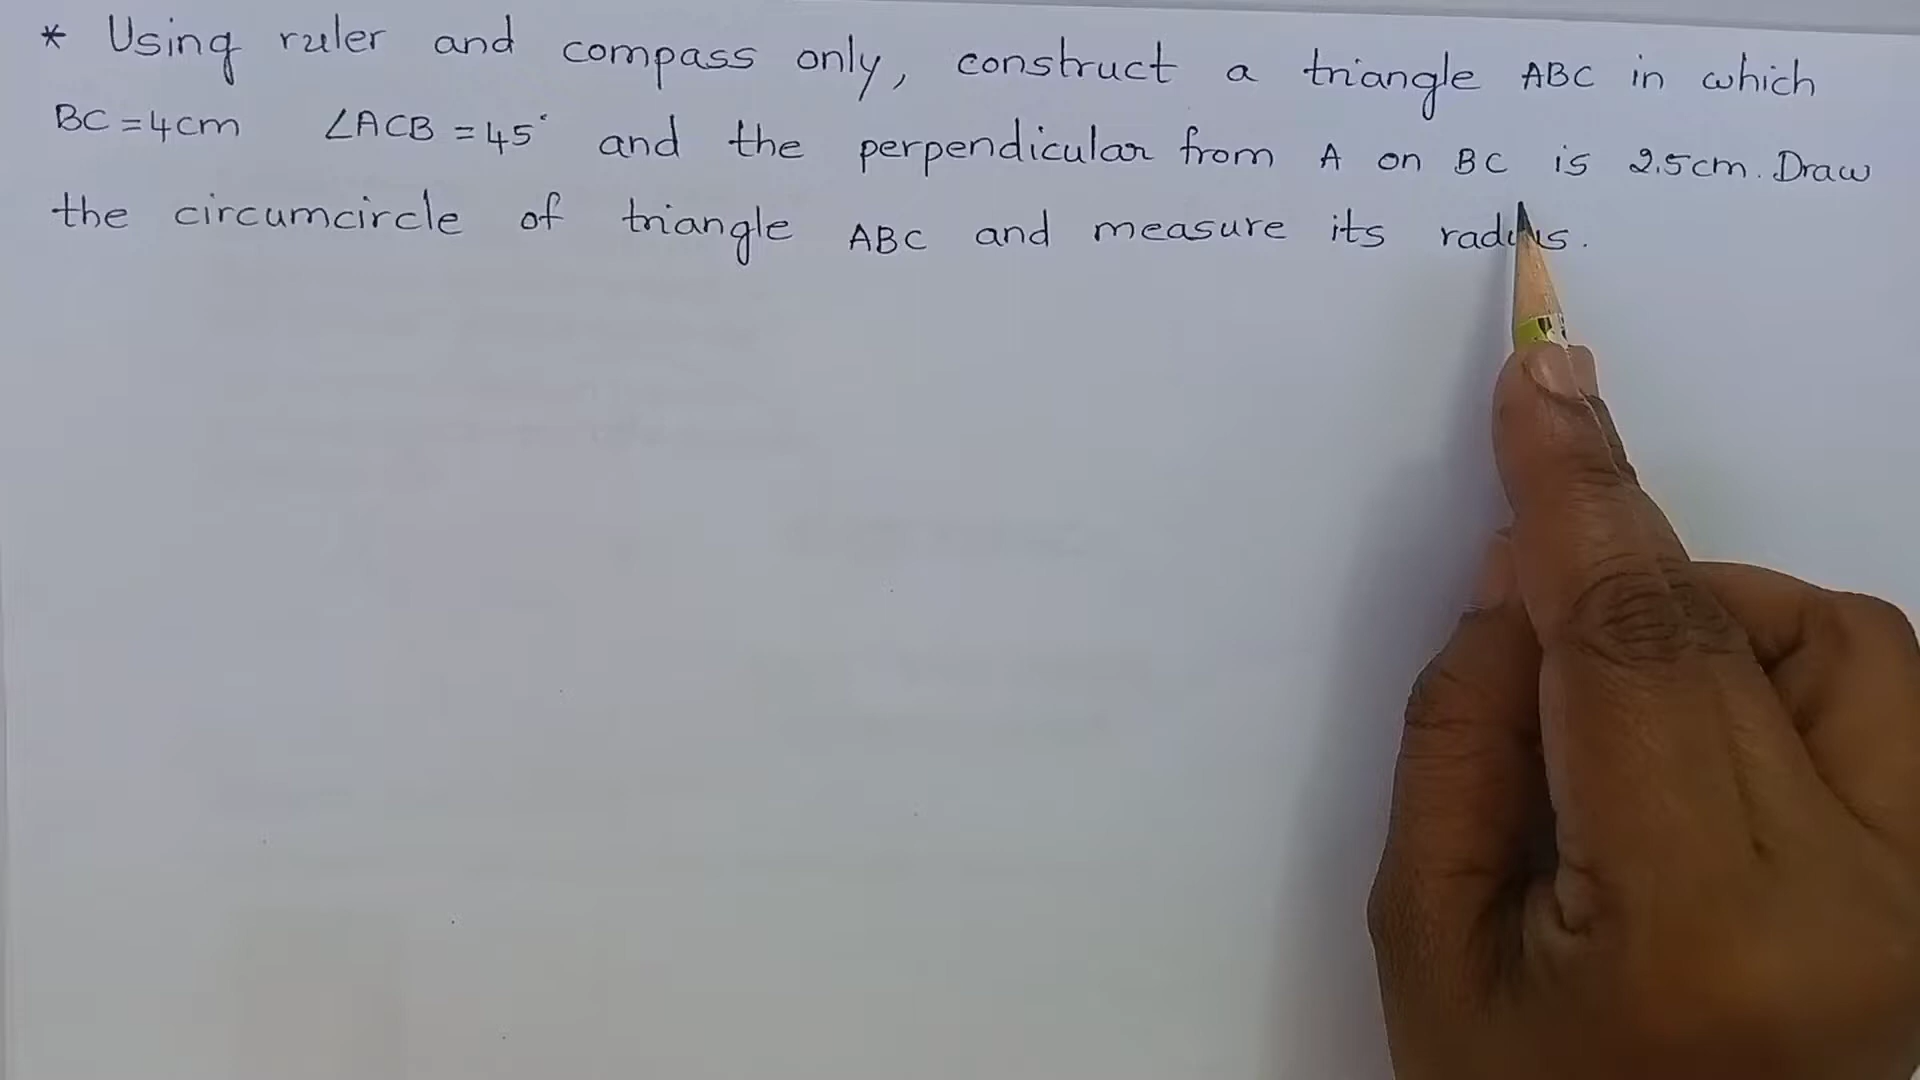 * Using ruler and compass only, construct a triangle ABC in which
BC = 4cm ∠ACB = 45° and the perpendicular from A on BC is 2.5cm. Draw
the circumcircle of triangle ABC and measure its radius.